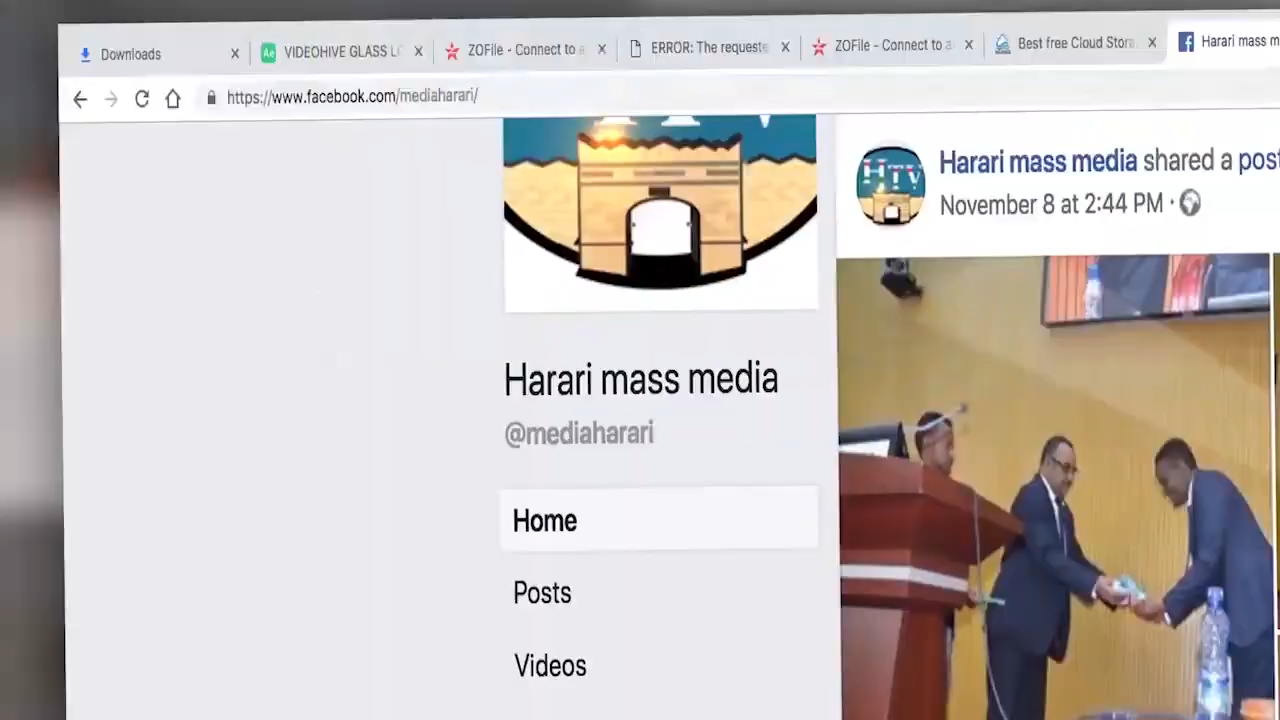 Downloads
VIDEOHIVE GLASS L
ZOFile - Connect to a
ERROR: The requeste
ZOFile - Connect to a
Best free Cloud Stora
Harari mass m
https://www.facebook.com/mediaharari/
Harari mass media shared a post
November 8 at 2:44 PM ·
HTV
Harari mass media
@mediaharari
Home
Posts
Videos